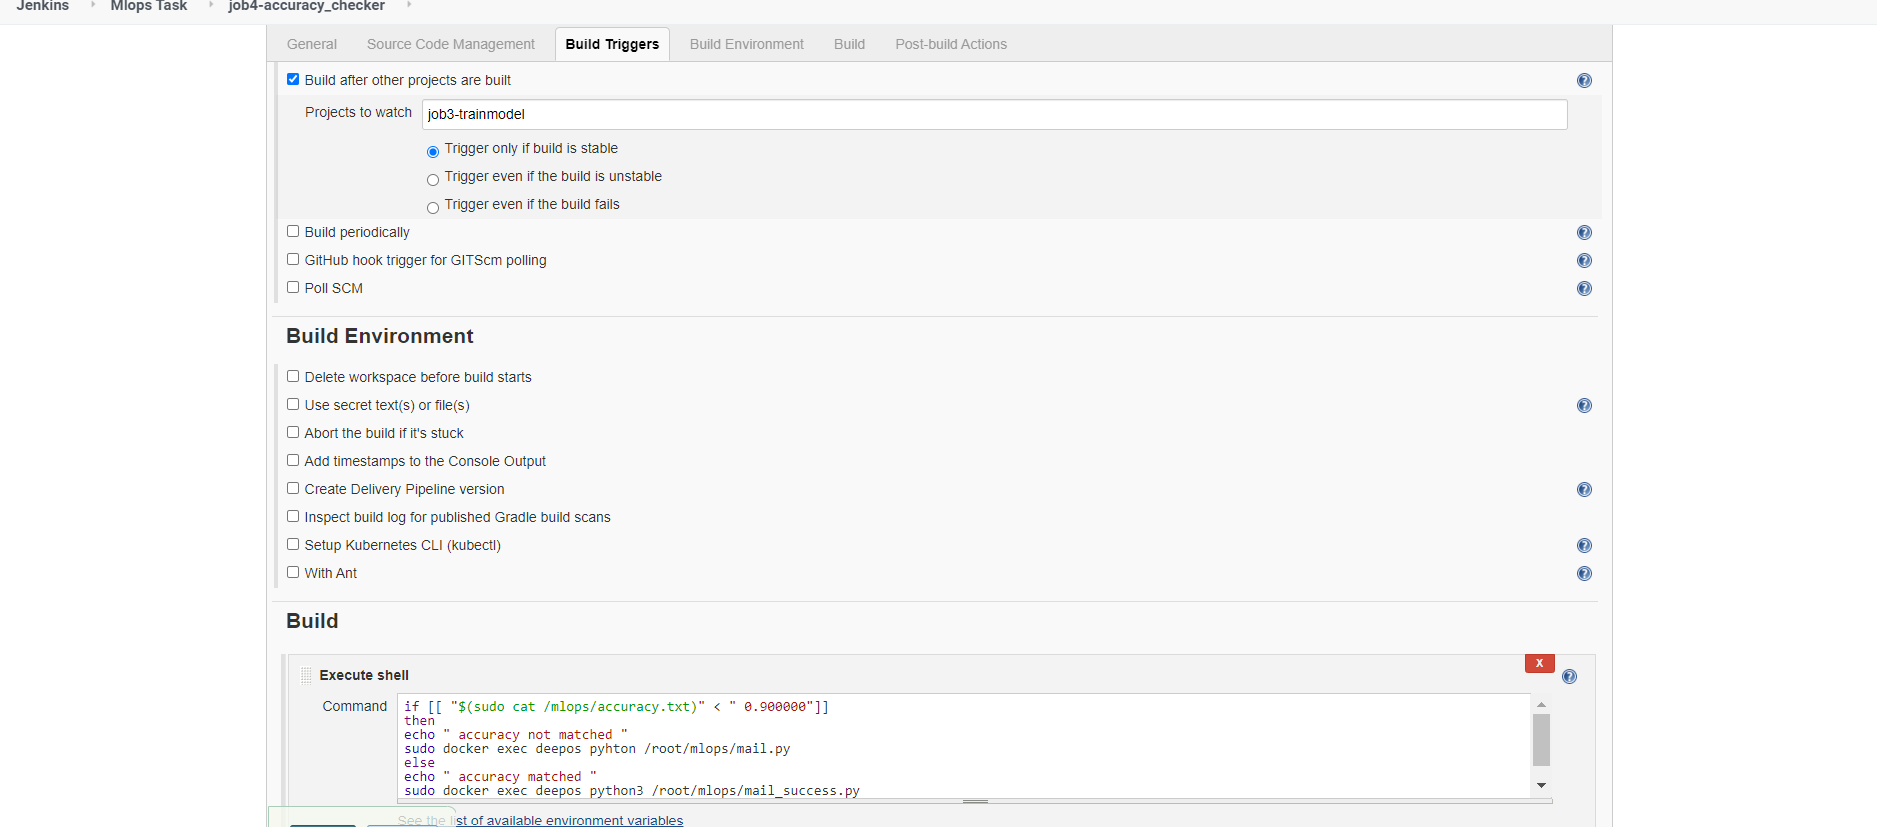 Jenkins Mlops Task job4-accuracy_checker
General Source Code Management Build Triggers Build Environment Build Post-build Actions
Build after other projects are built
Projects to watch job3-trainmodel
Trigger only if build is stable
Trigger even if the build is unstable
Trigger even if the build fails
Build periodically
GitHub hook trigger for GITScm polling
Poll SCM
Build Environment
Delete workspace before build starts
Use secret text(s) or file(s)
Abort the build if it's stuck
Add timestamps to the Console Output
Create Delivery Pipeline version
Inspect build log for published Gradle build scans
Setup Kubernetes CLI (kubectl)
With Ant
Build
X
Execute shell
Command if [[ "$(sudo cat /mlops/accuracy.txt)" < " 0.900000"]]
then
echo " accuracy not matched "
sudo docker exec deepos pyhton /root/mlops/mail.py
else
echo " accuracy matched "
sudo docker exec deepos python3 /root/mlops/mail_success.py
See the list of available environment variables